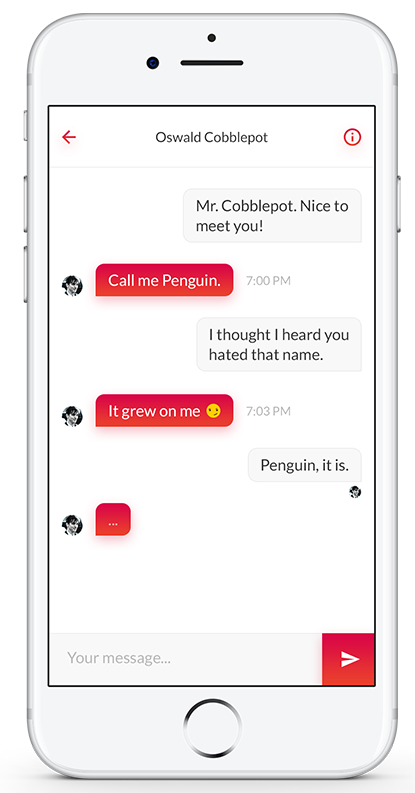 Oswald Cobblepot
Mr. Cobblepot. Nice to
meet you!
Call me Penguin.
7:00 PM
I thought I heard you
hated that name.
It grew on me 😏
7:03 PM
Penguin, it is.
...
Your message...